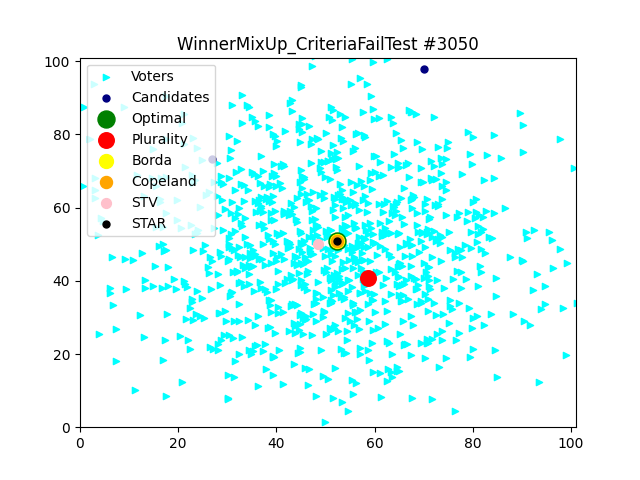 WinnerMixUp_CriteriaFailTest #3050
100
80
60
40
20
0
Voters
Candidates
Optimal
Plurality
Borda
Copeland
STV
STAR
0 20 40 60 80 100